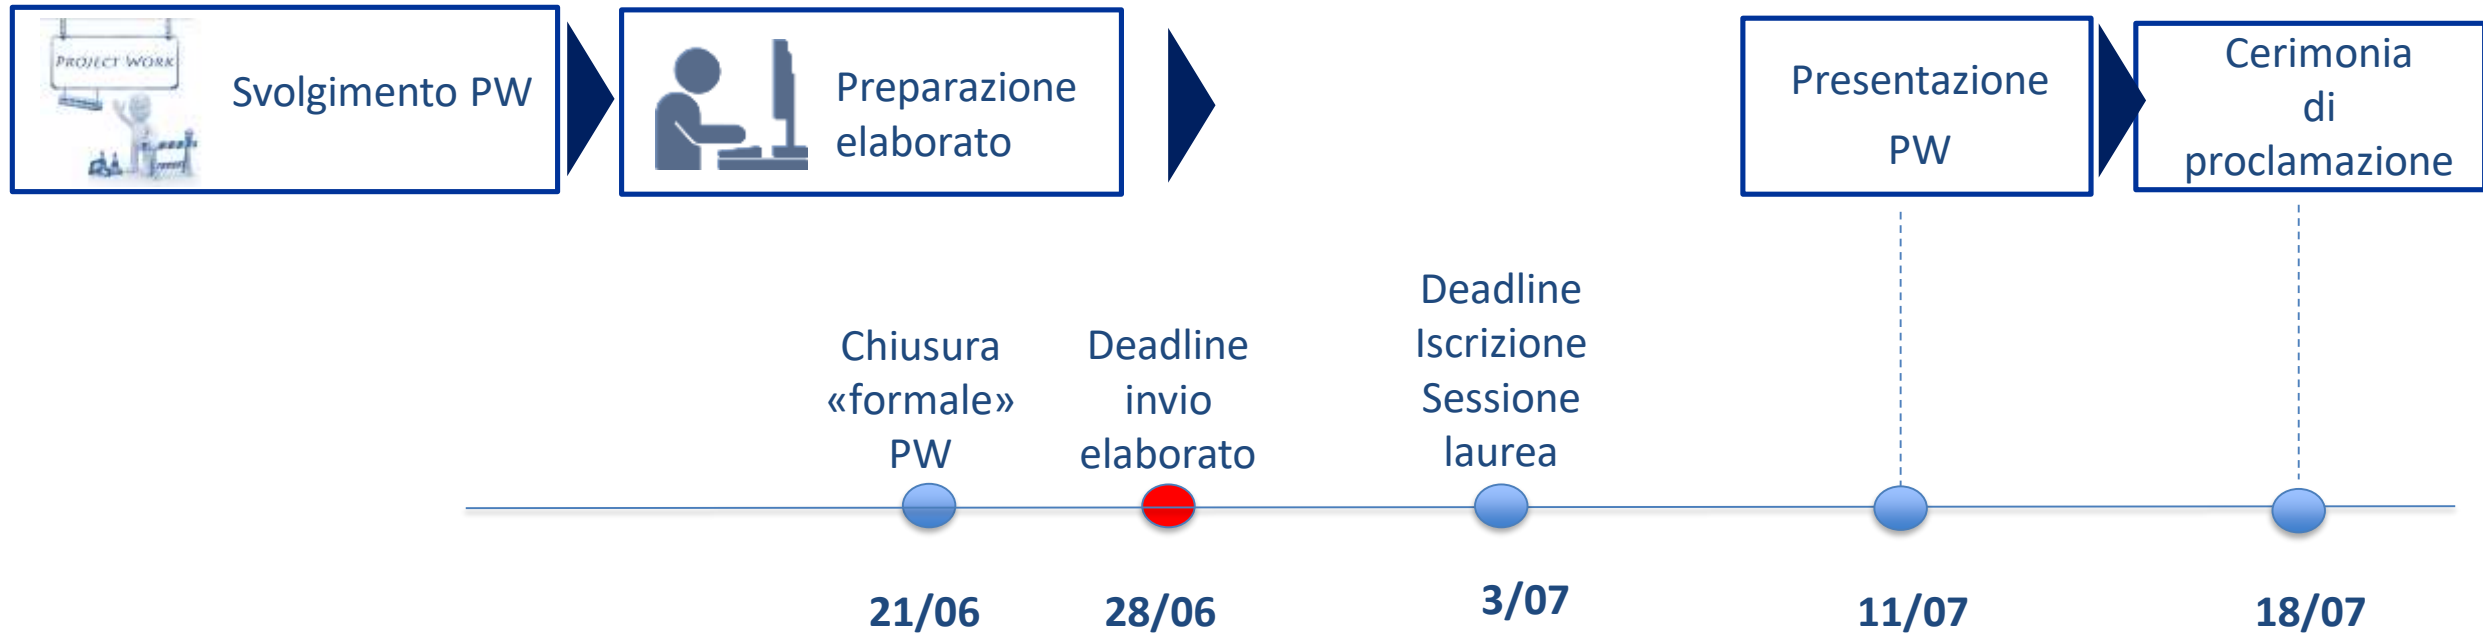 PROJECT WORK
Svolgimento PW
Preparazione
elaborato
Presentazione
PW
Cerimonia
di
proclamazione
Chiusura
«formale»
PW
Deadline
invio
elaborato
Deadline
Iscrizione
Sessione
laurea
21/06
28/06
3/07
11/07
18/07